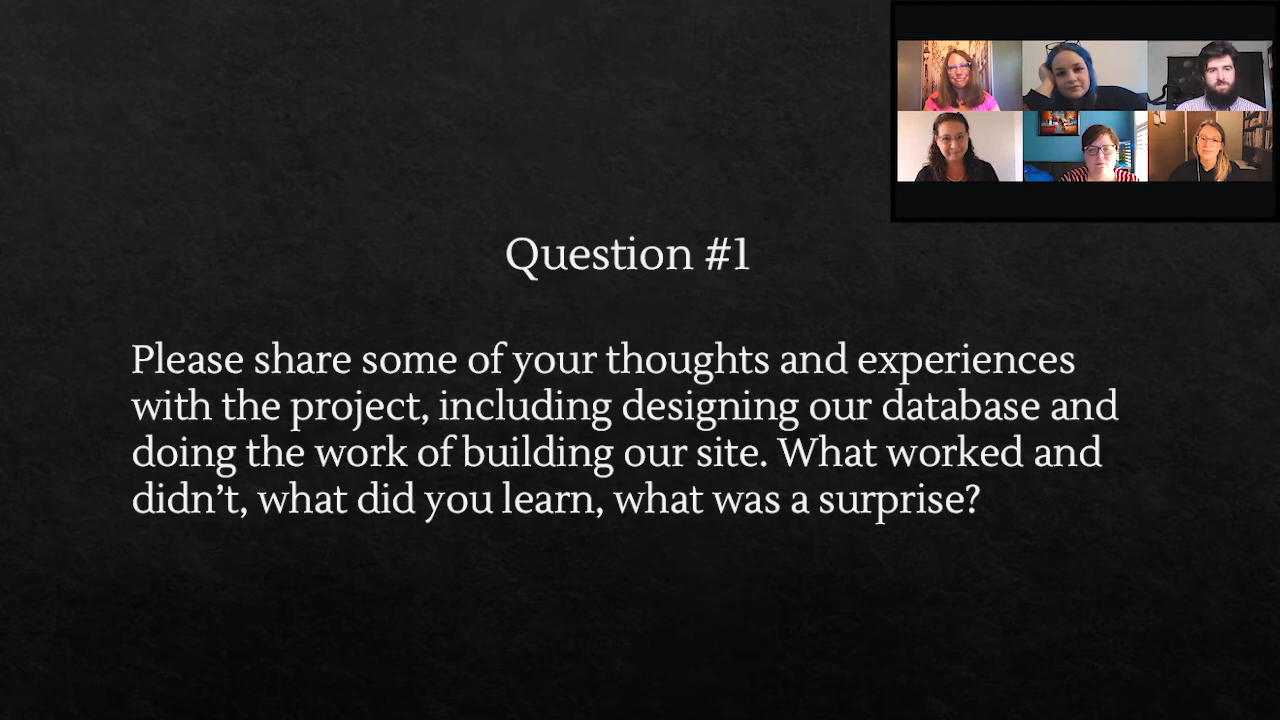 Question #1
Please share some of your thoughts and experiences
with the project, including designing our database and
doing the work of building our site. What worked and
didn’t, what did you learn, what was a surprise?